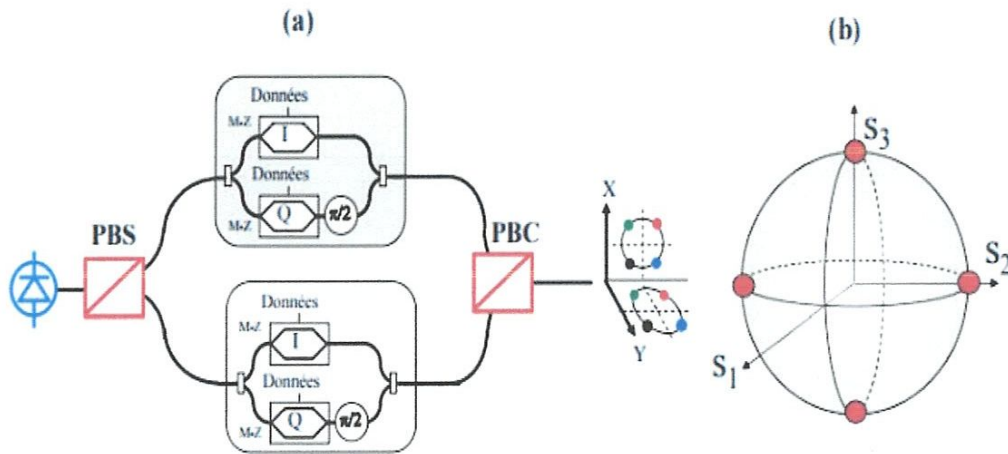 (a)
(b)
Données
M-Z
I
Données
Q
π/2
M-Z
PBS
PBC
X
Y
Données
M-Z
I
Données
Q
π/2
M-Z
S3
S2
S1